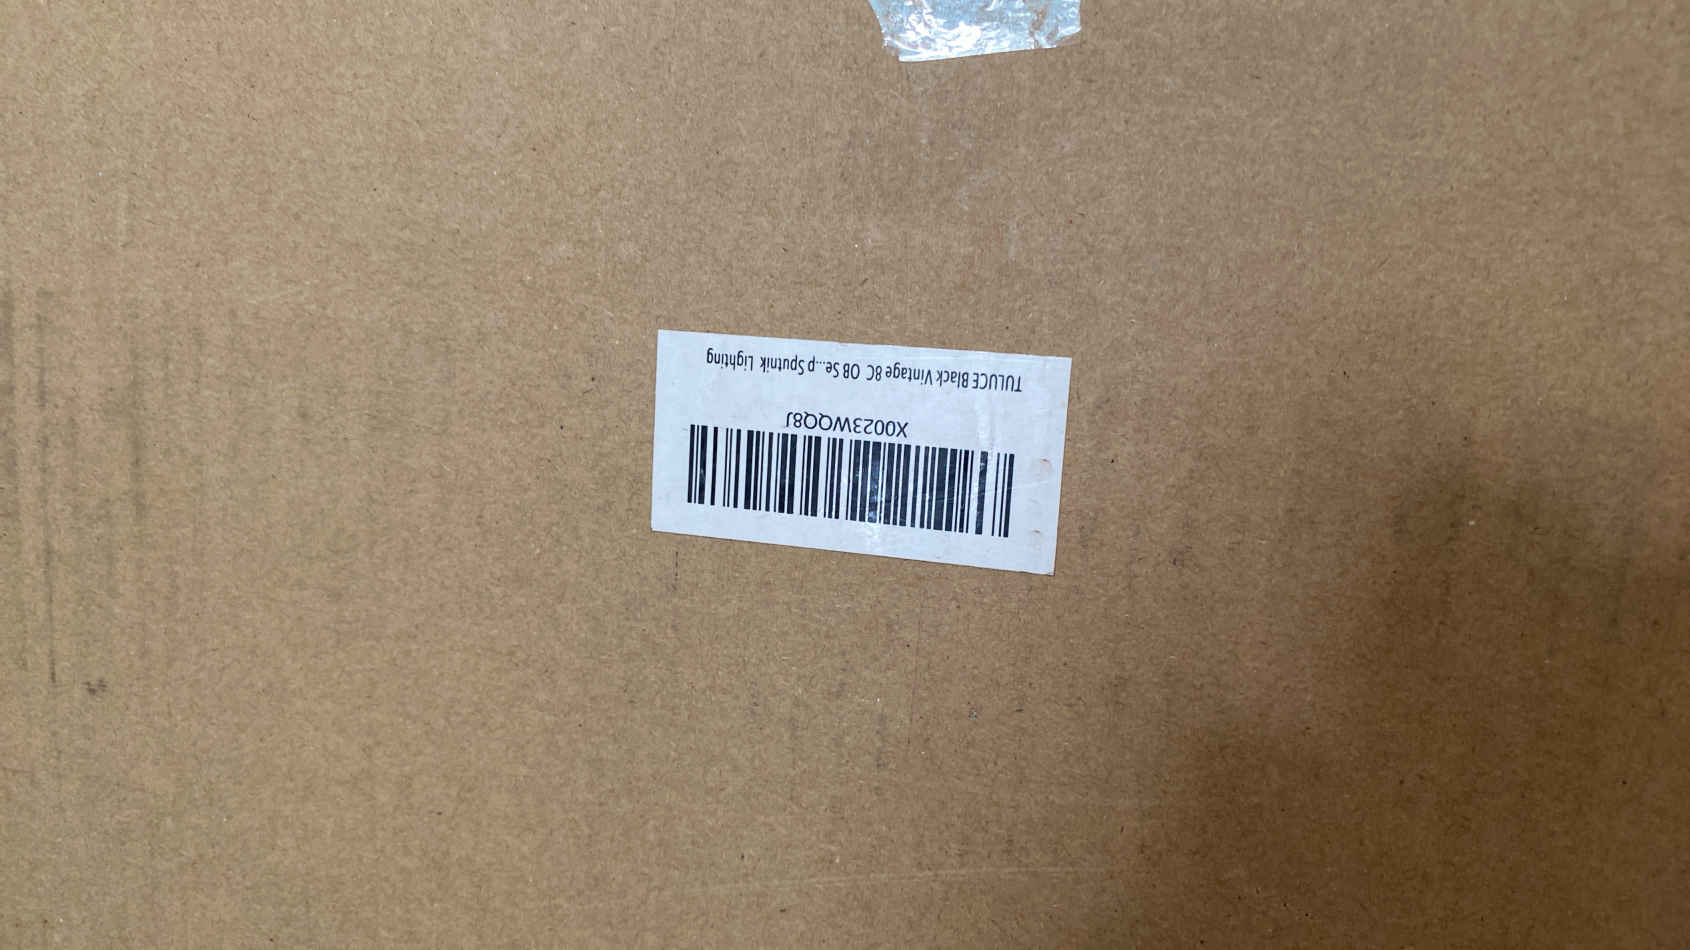 X0023WQQ8J
TULUCE Black Vintage 8C OB Se...p Sputnik Lighting